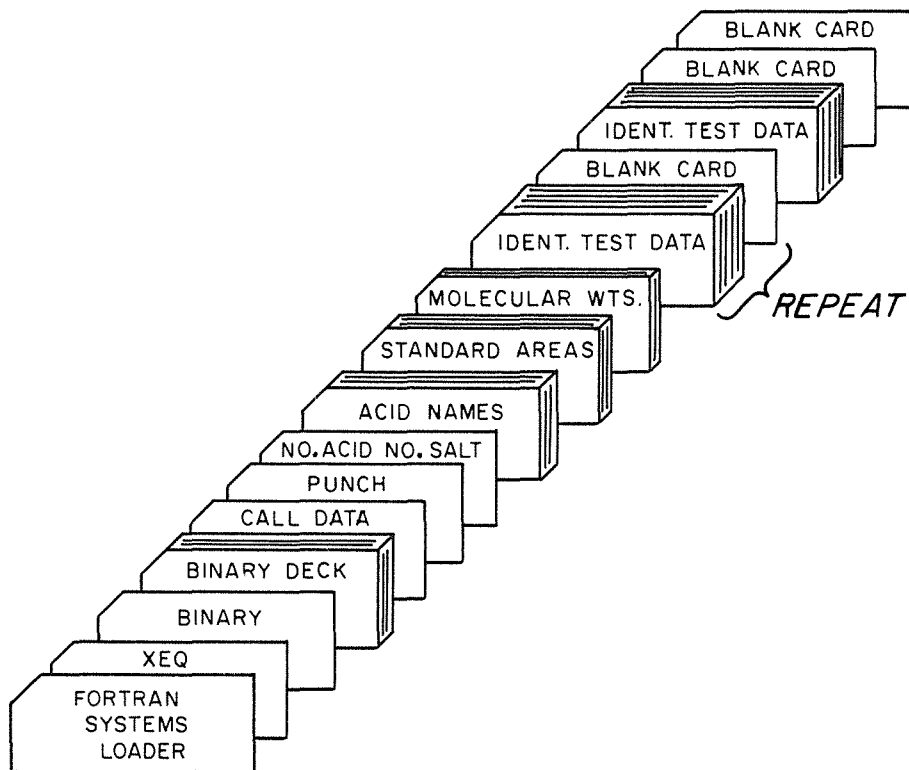 BLANK CARD
BLANK CARD
IDENT. TEST DATA
BLANK CARD
IDENT. TEST DATA
MOLECULAR WTS.
REPEAT
STANDARD AREAS
ACID NAMES
NO. ACID NO. SALT
PUNCH
CALL DATA
BINARY DECK
BINARY
XEQ
FORTRAN
SYSTEMS
LOADER